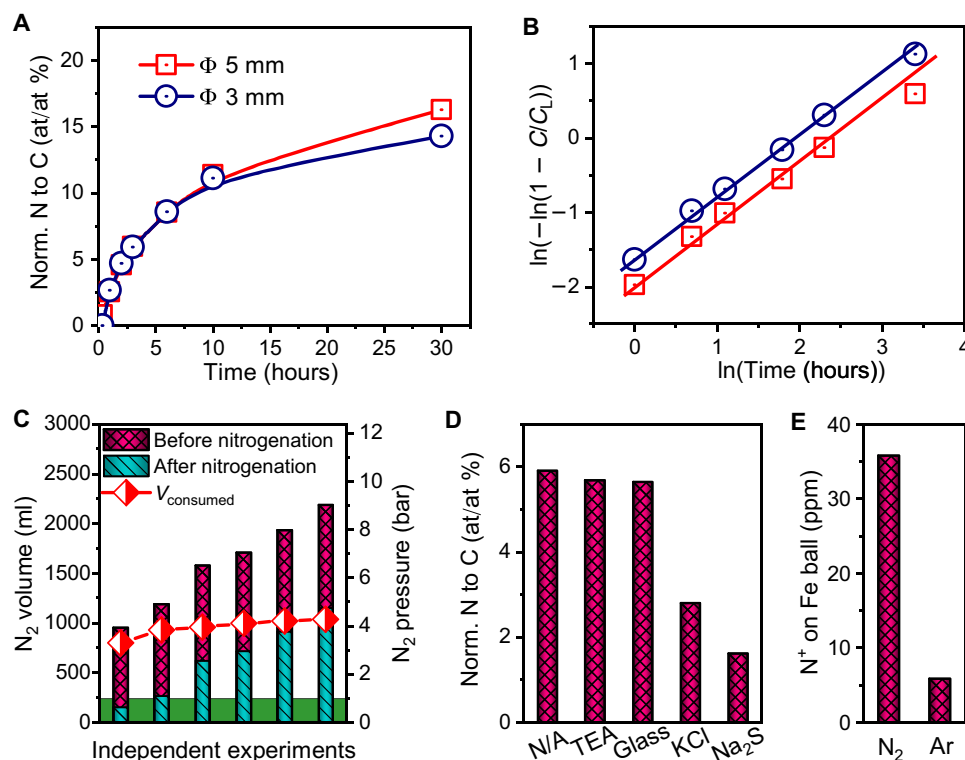 A
Norm. N to C (at/at %)
20
15
10
5
0
Φ 5 mm
Φ 3 mm
0 5 10 15 20 25 30
Time (hours)
B
ln(−ln(1 − C/C_L))
1
0
−1
−2
0 1 2 3 4
ln(Time (hours))
C
N₂ volume (ml)
3000
2500
2000
1500
1000
500
0
Before nitrogenation
After nitrogenation
V_consumed
12
10
8
6
4
2
0
N₂ pressure (bar)
Independent experiments
D
Norm. N to C (at/at %)
6
4
2
0
N/A TEA Glass KCl Na₂S
E
N⁺ on Fe ball (ppm)
40
30
20
10
0
N₂ Ar